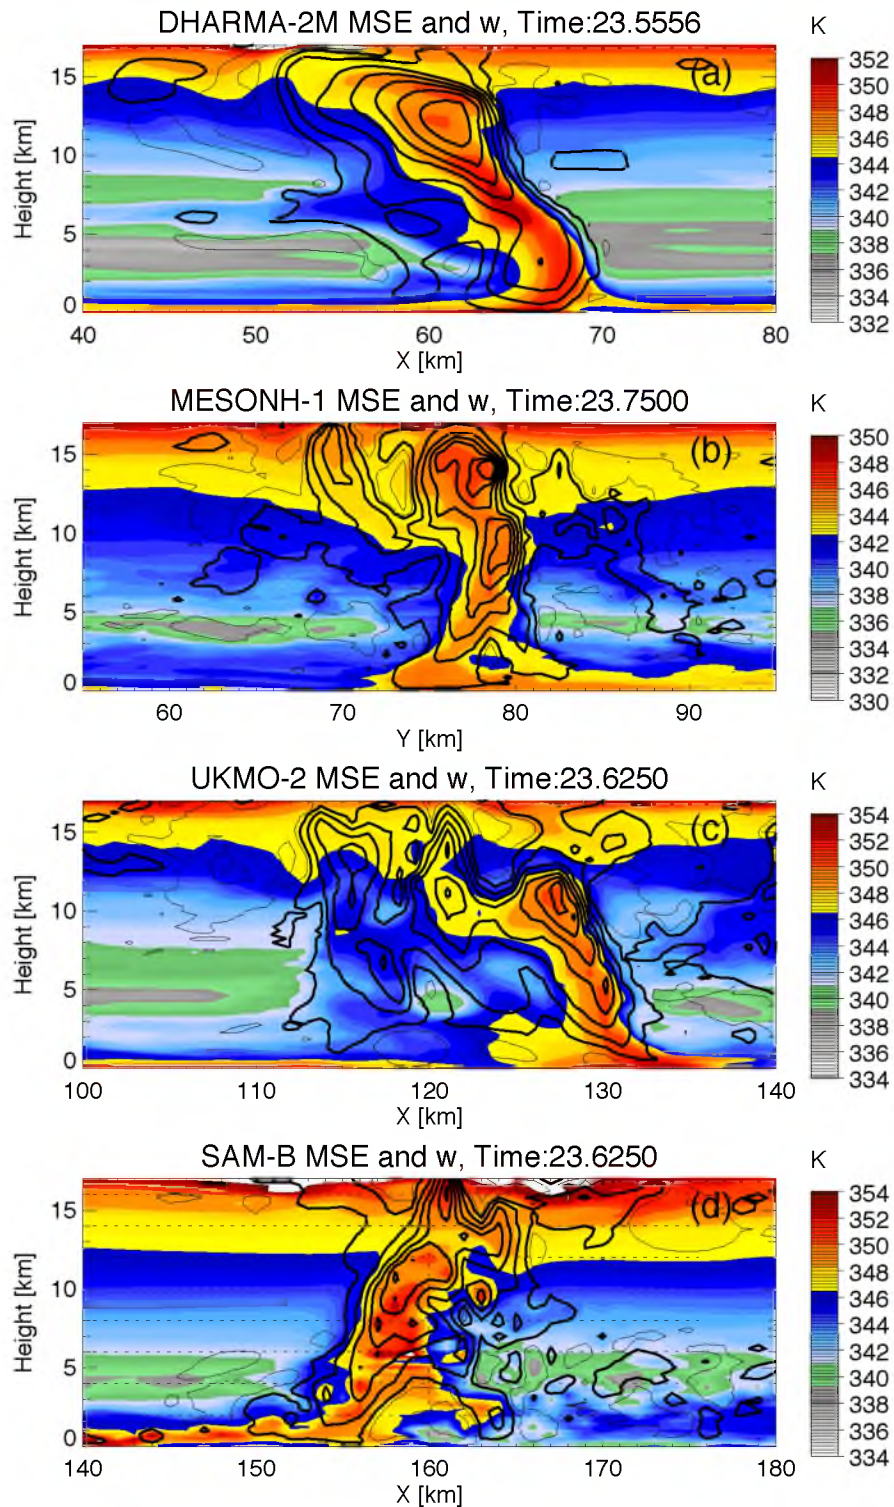 DHARMA-2M MSE and w, Time:23.5556
K
(a)
Height [km]
15
10
5
0
40 50 60 70 80
X [km]
352
350
348
346
344
342
340
338
336
334
332
MESONH-1 MSE and w, Time:23.7500
K
(b)
Height [km]
15
10
5
0
60 70 80 90
Y [km]
350
348
346
344
342
340
338
336
334
332
330
UKMO-2 MSE and w, Time:23.6250
K
(c)
Height [km]
15
10
5
0
100 110 120 130 140
X [km]
354
352
350
348
346
344
342
340
338
336
334
SAM-B MSE and w, Time:23.6250
K
(d)
Height [km]
15
10
5
0
140 150 160 170 180
X [km]
354
352
350
348
346
344
342
340
338
336
334